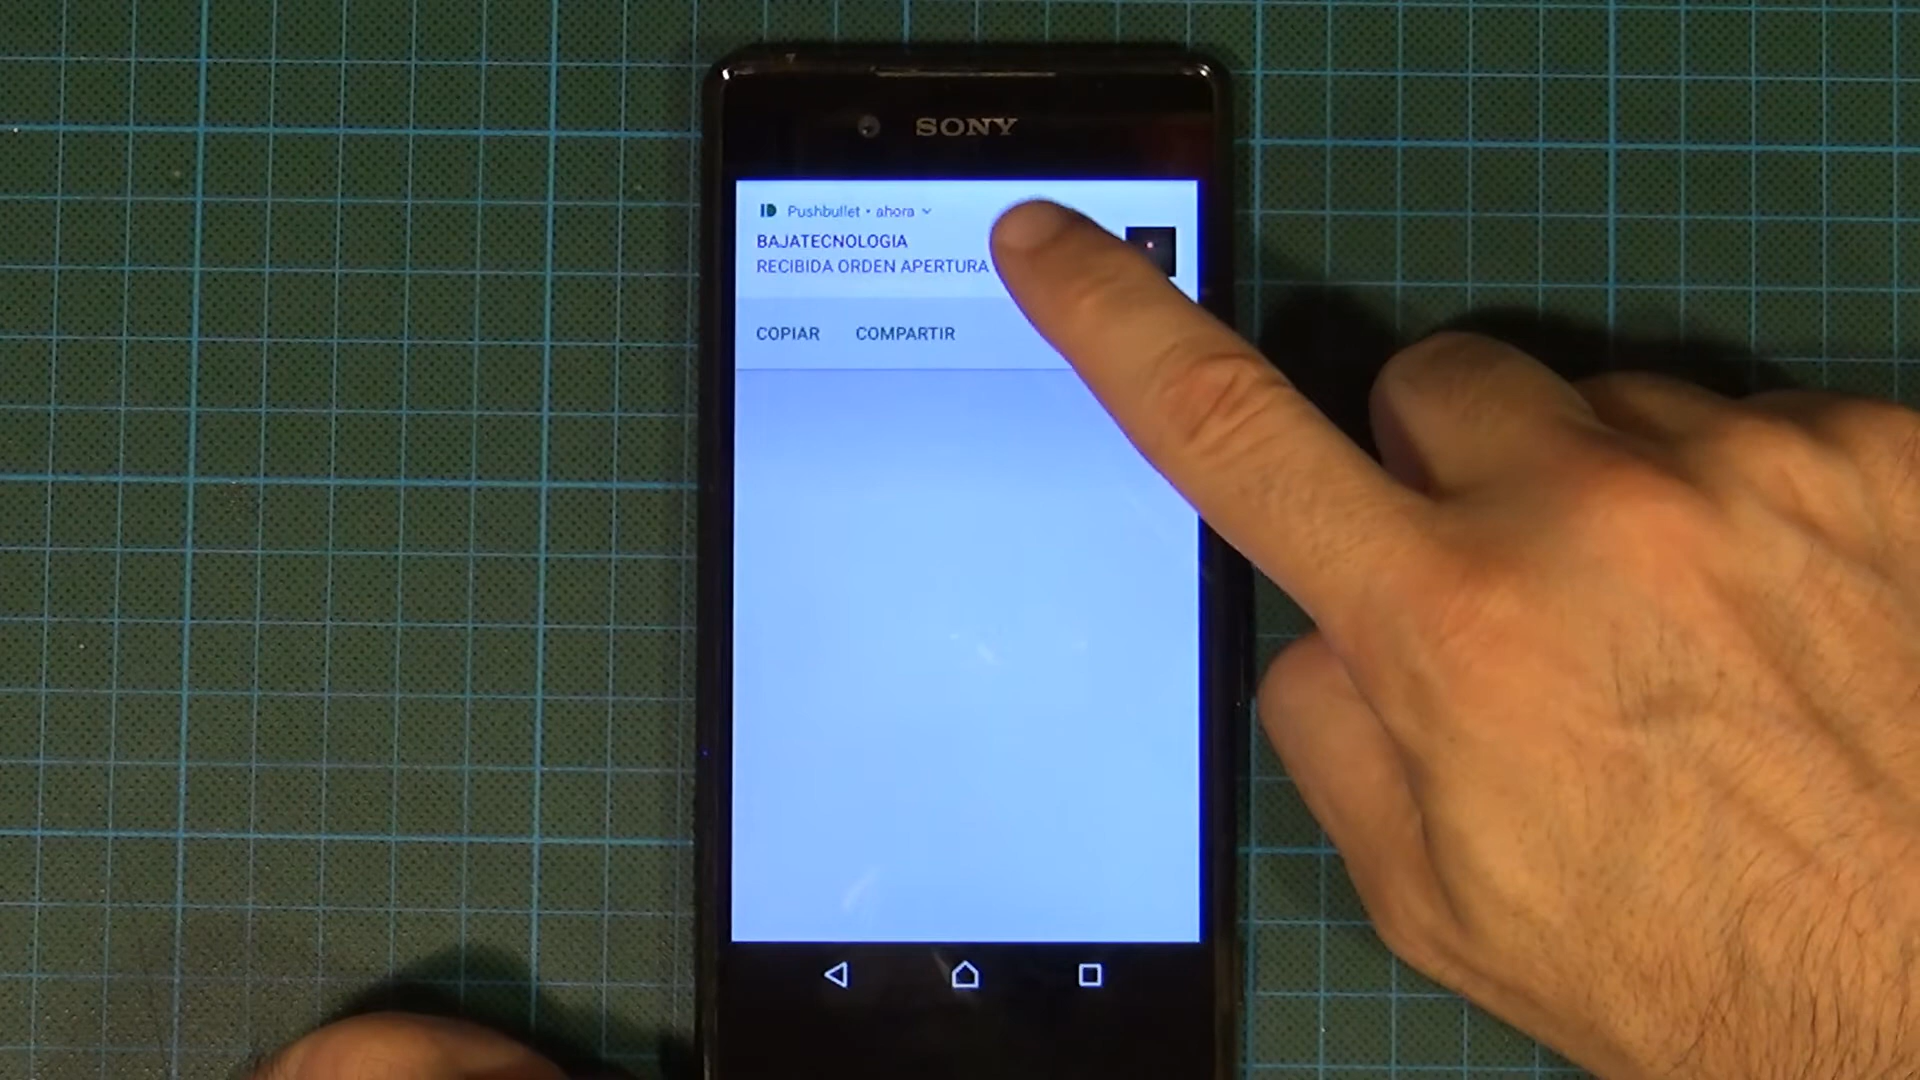 SONY
Pushbullet • ahora
BAJATECNOLOGIA
RECIBIDA ORDEN APERTURA
COPIAR COMPARTIR